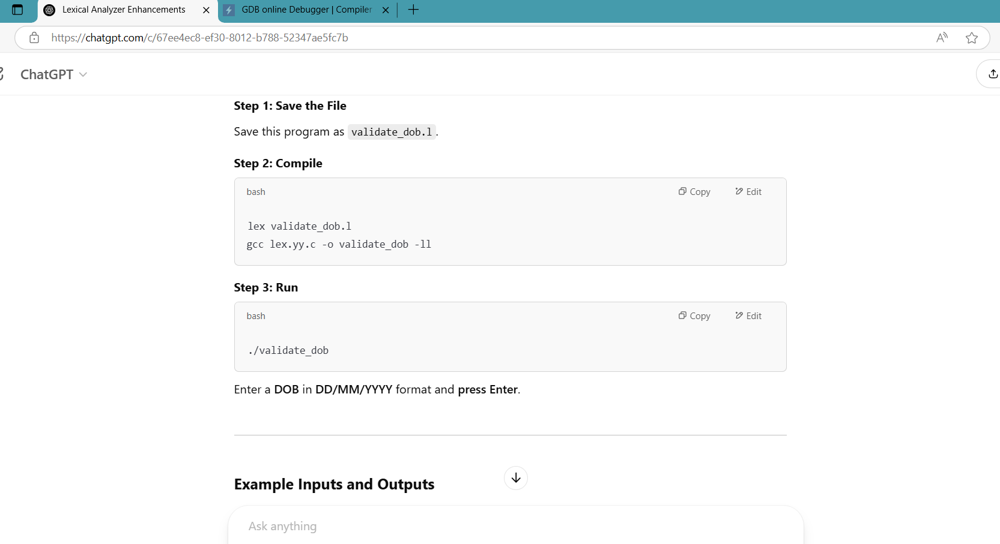 Lexical Analyzer Enhancements
GDB online Debugger | Compiler
https://chatgpt.com/c/67ee4ec8-ef30-8012-b788-52347ae5fc7b
ChatGPT
Step 1: Save the File
Save this program as validate_dob.l.
Step 2: Compile
bash Copy Edit
lex validate_dob.l
gcc lex.yy.c -o validate_dob -ll
Step 3: Run
bash Copy Edit
./validate_dob
Enter a DOB in DD/MM/YYYY format and press Enter.
Example Inputs and Outputs
Ask anything